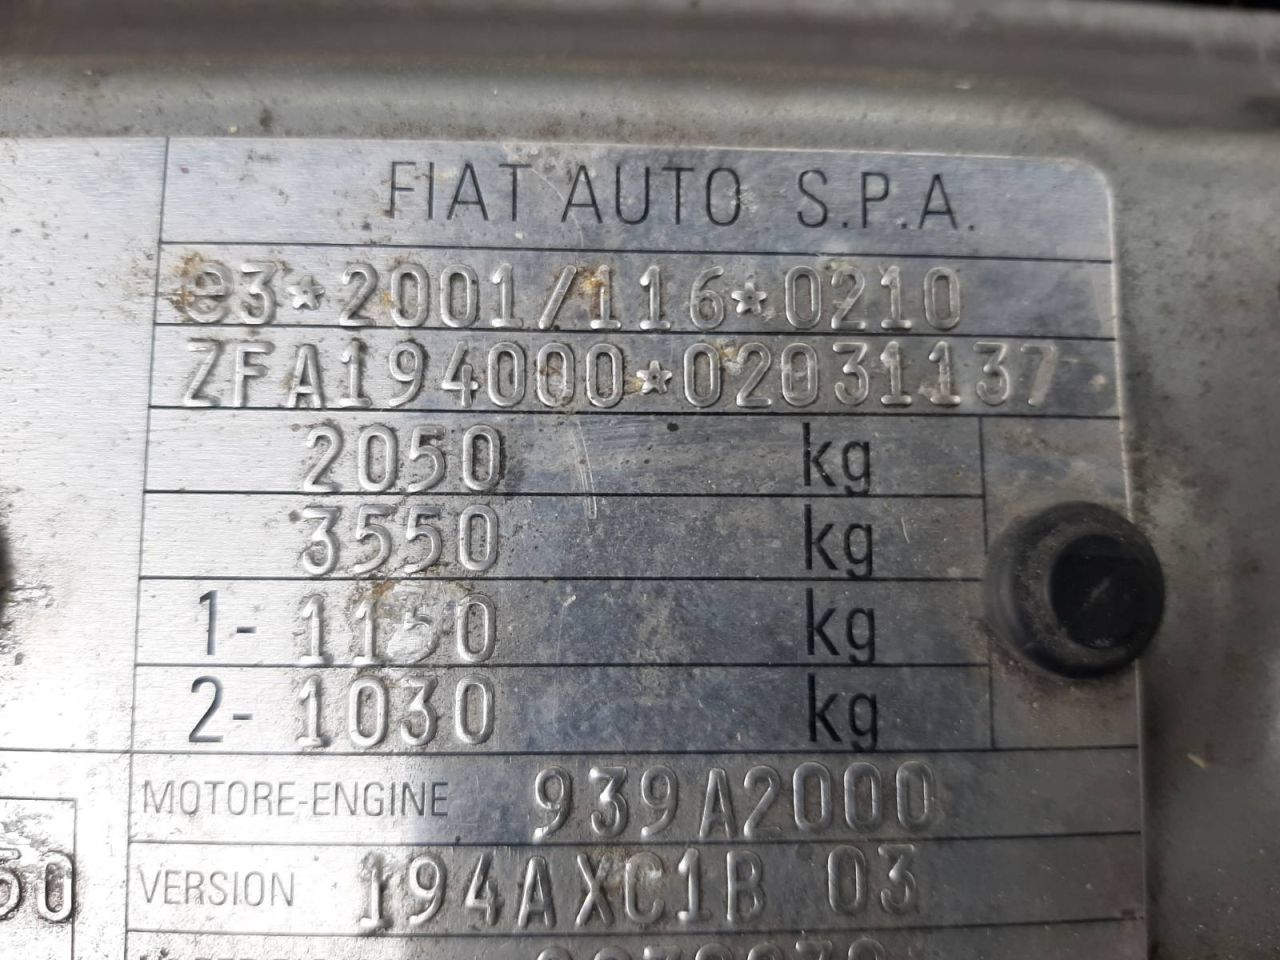 FIAT AUTO S.P.A.
e3*2001/116*0210
ZFA194000*02031137
2050 kg
3550 kg
1- 1150 kg
2- 1030 kg
MOTORE-ENGINE 939A2000
VERSION 194AXC1B 03
50